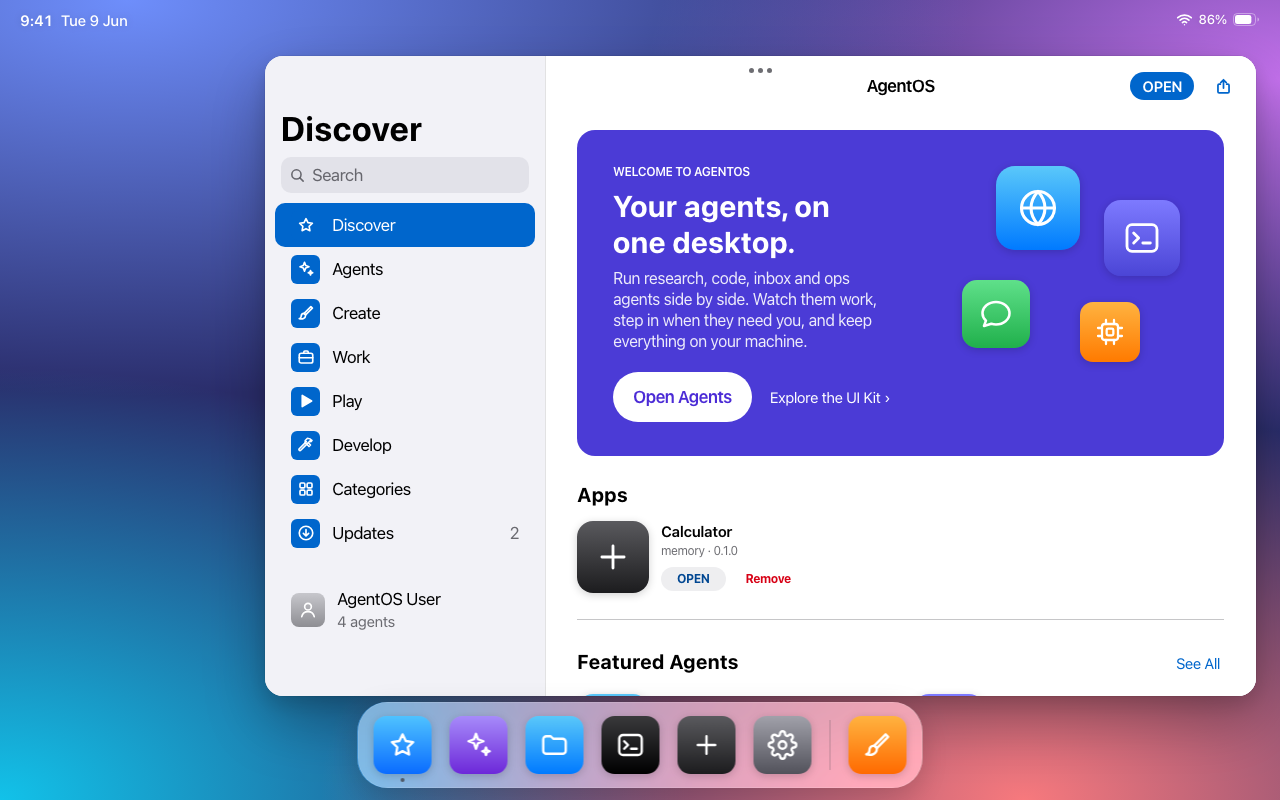 9:41 Tue 9 Jun
86%
Discover
Search
Discover
Agents
Create
Work
Play
Develop
Categories
Updates 2
AgentOS User
4 agents
AgentOS
OPEN
WELCOME TO AGENTOS
Your agents, on
one desktop.
Run research, code, inbox and ops
agents side by side. Watch them work,
step in when they need you, and keep
everything on your machine.
Open Agents
Explore the UI Kit ›
Apps
Calculator
memory · 0.1.0
OPEN Remove
Featured Agents
See All